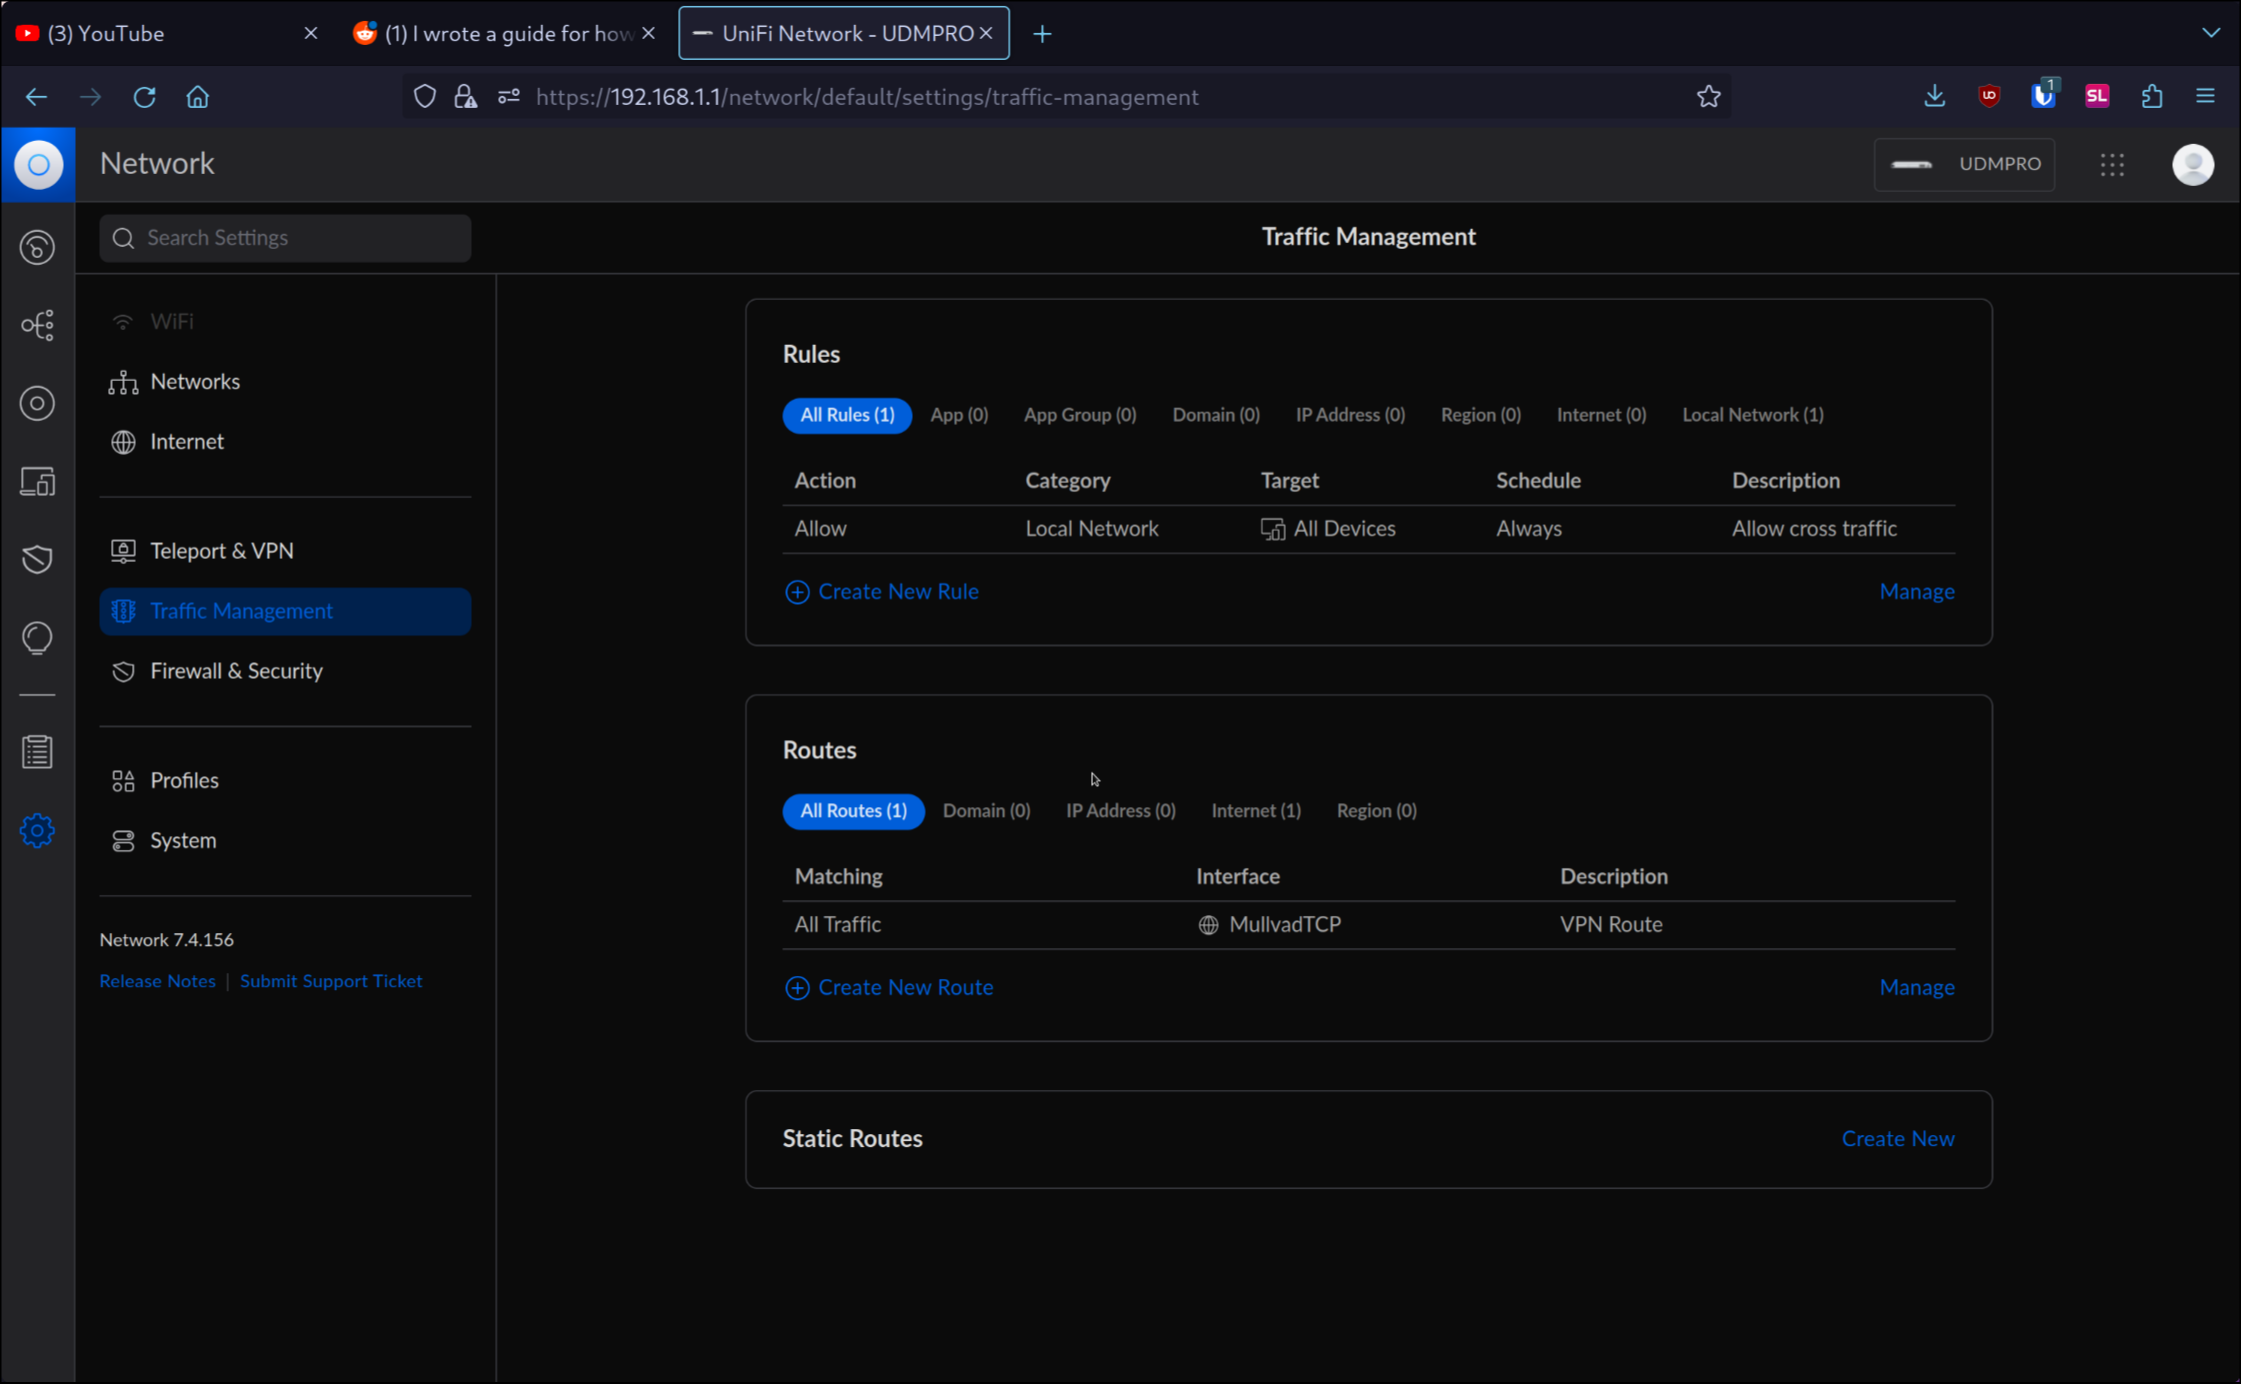 (3) YouTube
(1) I wrote a guide for how
UniFi Network - UDMPRO
https://192.168.1.1/network/default/settings/traffic-management
UD
1
SL
Network
UDMPRO
Search Settings
Traffic Management
WiFi
Networks
Internet
Teleport & VPN
Traffic Management
Firewall & Security
Profiles
System
Network 7.4.156
Release Notes | Submit Support Ticket
Rules
All Rules (1) App (0) App Group (0) Domain (0) IP Address (0) Region (0) Internet (0) Local Network (1)
Action Category Target Schedule Description
Allow Local Network All Devices Always Allow cross traffic
Create New Rule Manage
Routes
All Routes (1) Domain (0) IP Address (0) Internet (1) Region (0)
Matching Interface Description
All Traffic MullvadTCP VPN Route
Create New Route Manage
Static Routes Create New